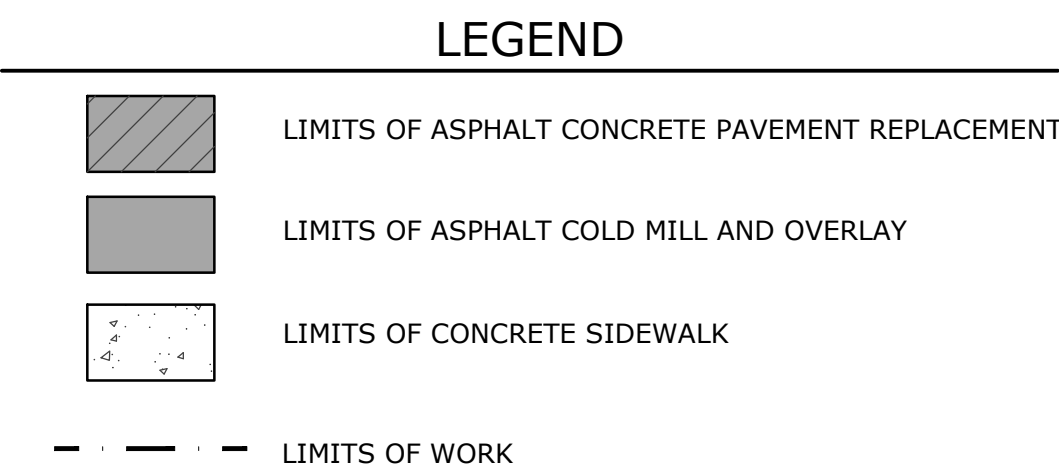 LEGEND
LIMITS OF ASPHALT CONCRETE PAVEMENT REPLACEMENT
LIMITS OF ASPHALT COLD MILL AND OVERLAY
LIMITS OF CONCRETE SIDEWALK
LIMITS OF WORK